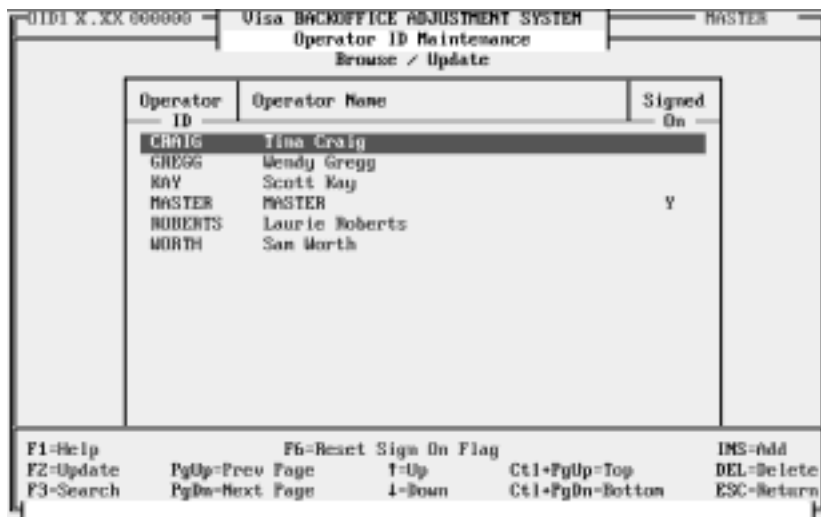 OID1 X.XX 000000 Visa BACKOFFICE ADJUSTMENT SYSTEM MASTER
Operator ID Maintenance
Browse / Update
Operator Operator Name Signed
ID On
CRAIG Tina Craig
GREGG Wendy Gregg
KAY Scott Kay
MASTER MASTER Y
ROBERTS Laurie Roberts
WORTH Sam Worth
F1=Help F6=Reset Sign On Flag INS=Add
F2=Update PgUp=Prev Page ↑=Up Ctl+PgUp=Top DEL=Delete
F3=Search PgDn=Next Page ↓=Down Ctl+PgDn=Bottom ESC=Return